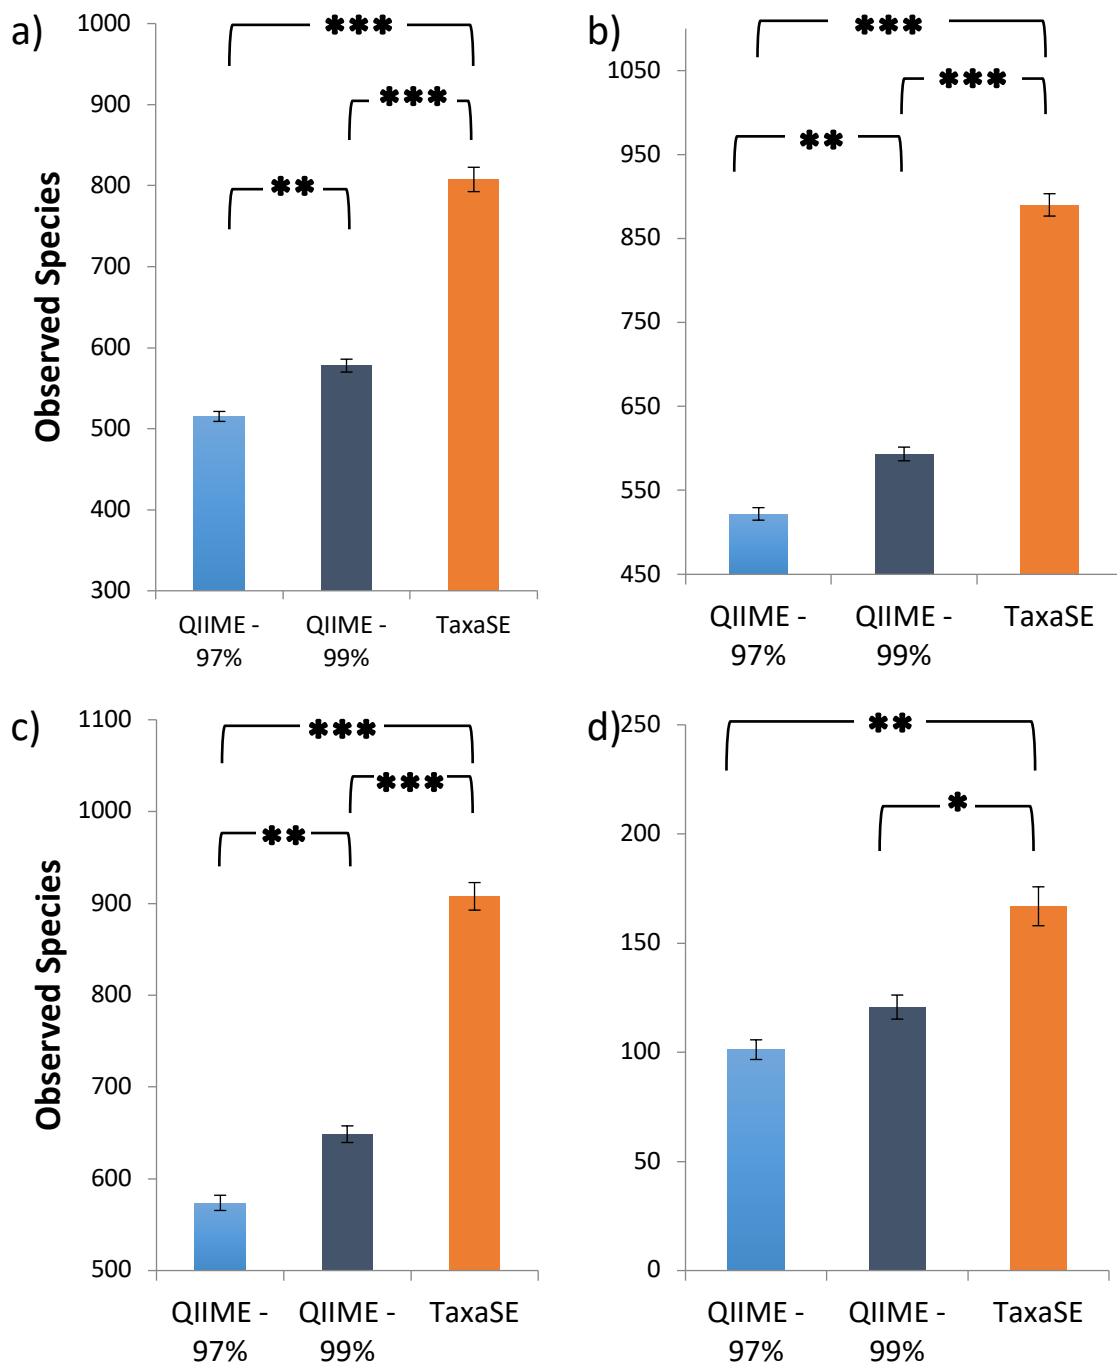 a)
Observed Species
1000
900
800
700
600
500
400
300
✱✱✱
✱✱✱
✱✱
QIIME -
97%
QIIME -
99%
TaxaSE
b)
1050
950
850
750
650
550
450
✱✱✱
✱✱✱
✱✱
QIIME -
97%
QIIME -
99%
TaxaSE
c)
Observed Species
1100
1000
900
800
700
600
500
✱✱✱
✱✱✱
✱✱
QIIME -
97%
QIIME -
99%
TaxaSE
d)
250
200
150
100
50
0
✱✱
✱
QIIME -
97%
QIIME -
99%
TaxaSE